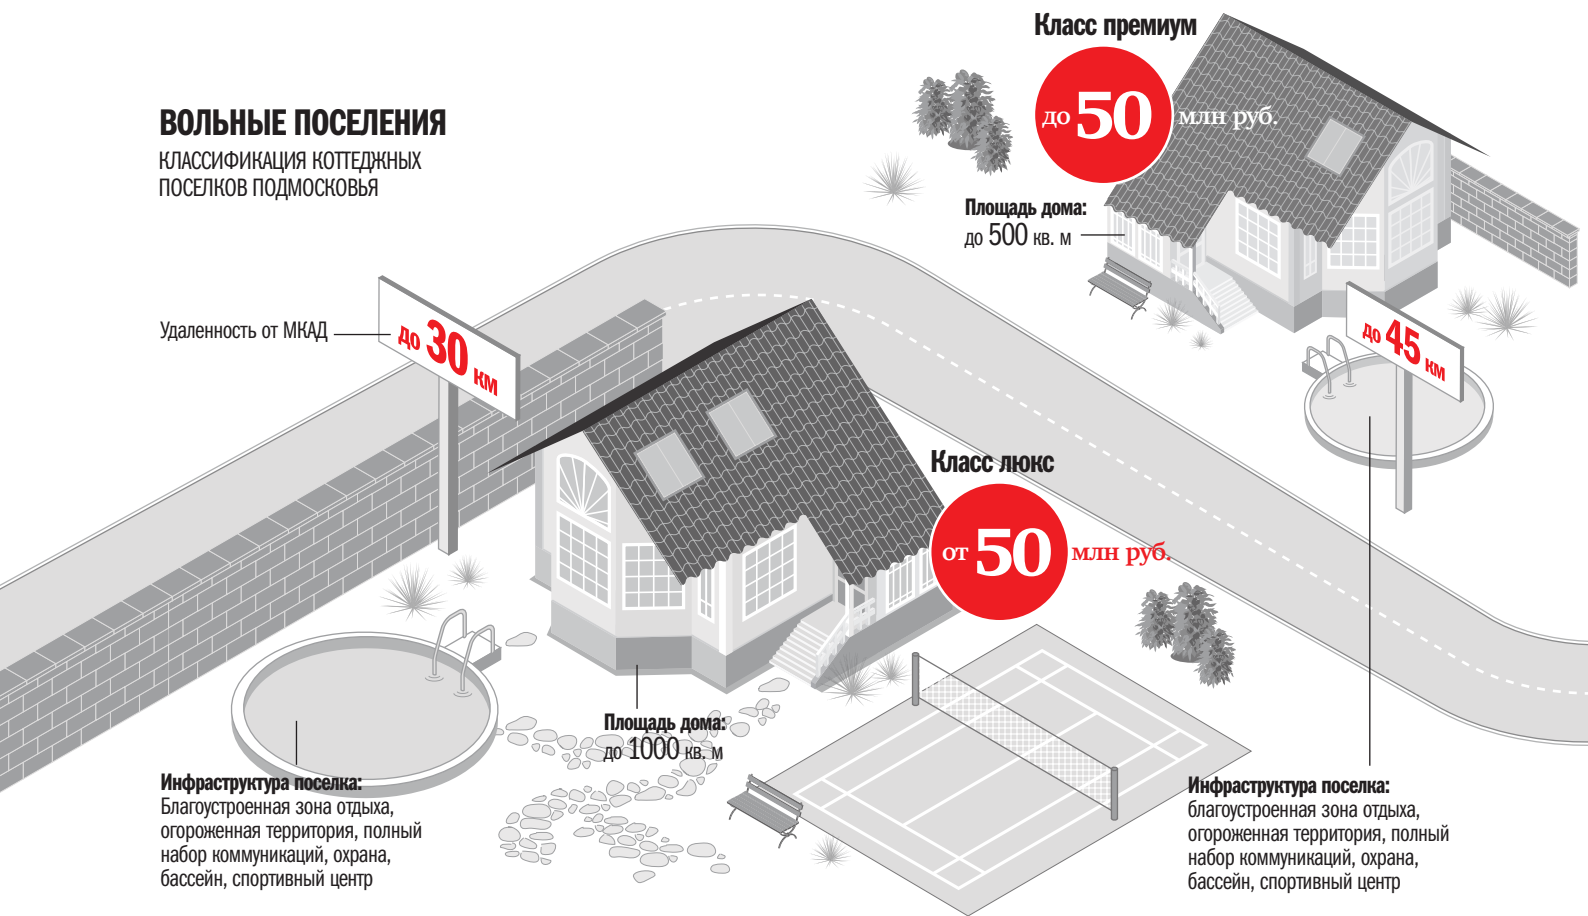 ВОЛЬНЫЕ ПОСЕЛЕНИЯ
КЛАССИФИКАЦИЯ КОТТЕДЖНЫХ
ПОСЕЛКОВ ПОДМОСКОВЬЯ
Класс премиум
до 50 млн руб.
Площадь дома:
до 500 кв. м
до 45 км
Удаленность от МКАД
до 30 км
Класс люкс
от 50 млн руб.
Площадь дома:
до 1000 кв. м
Инфраструктура поселка:
Благоустроенная зона отдыха,
огороженная территория, полный
набор коммуникаций, охрана,
бассейн, спортивный центр
Инфраструктура поселка:
благоустроенная зона отдыха,
огороженная территория, полный
набор коммуникаций, охрана,
бассейн, спортивный центр